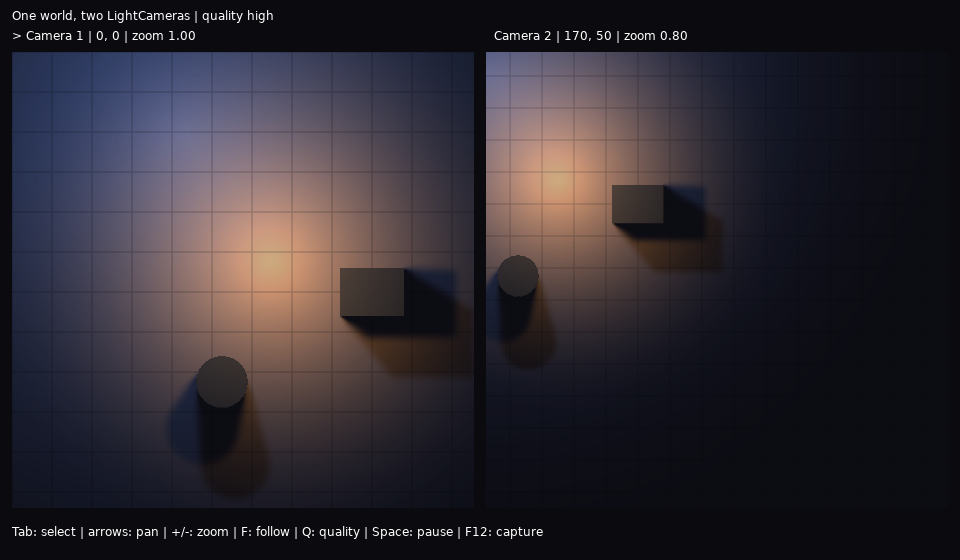 One world, two LightCameras | quality high
> Camera 1 | 0, 0 | zoom 1.00
Camera 2 | 170, 50 | zoom 0.80
Tab: select | arrows: pan | +/-: zoom | F: follow | Q: quality | Space: pause | F12: capture